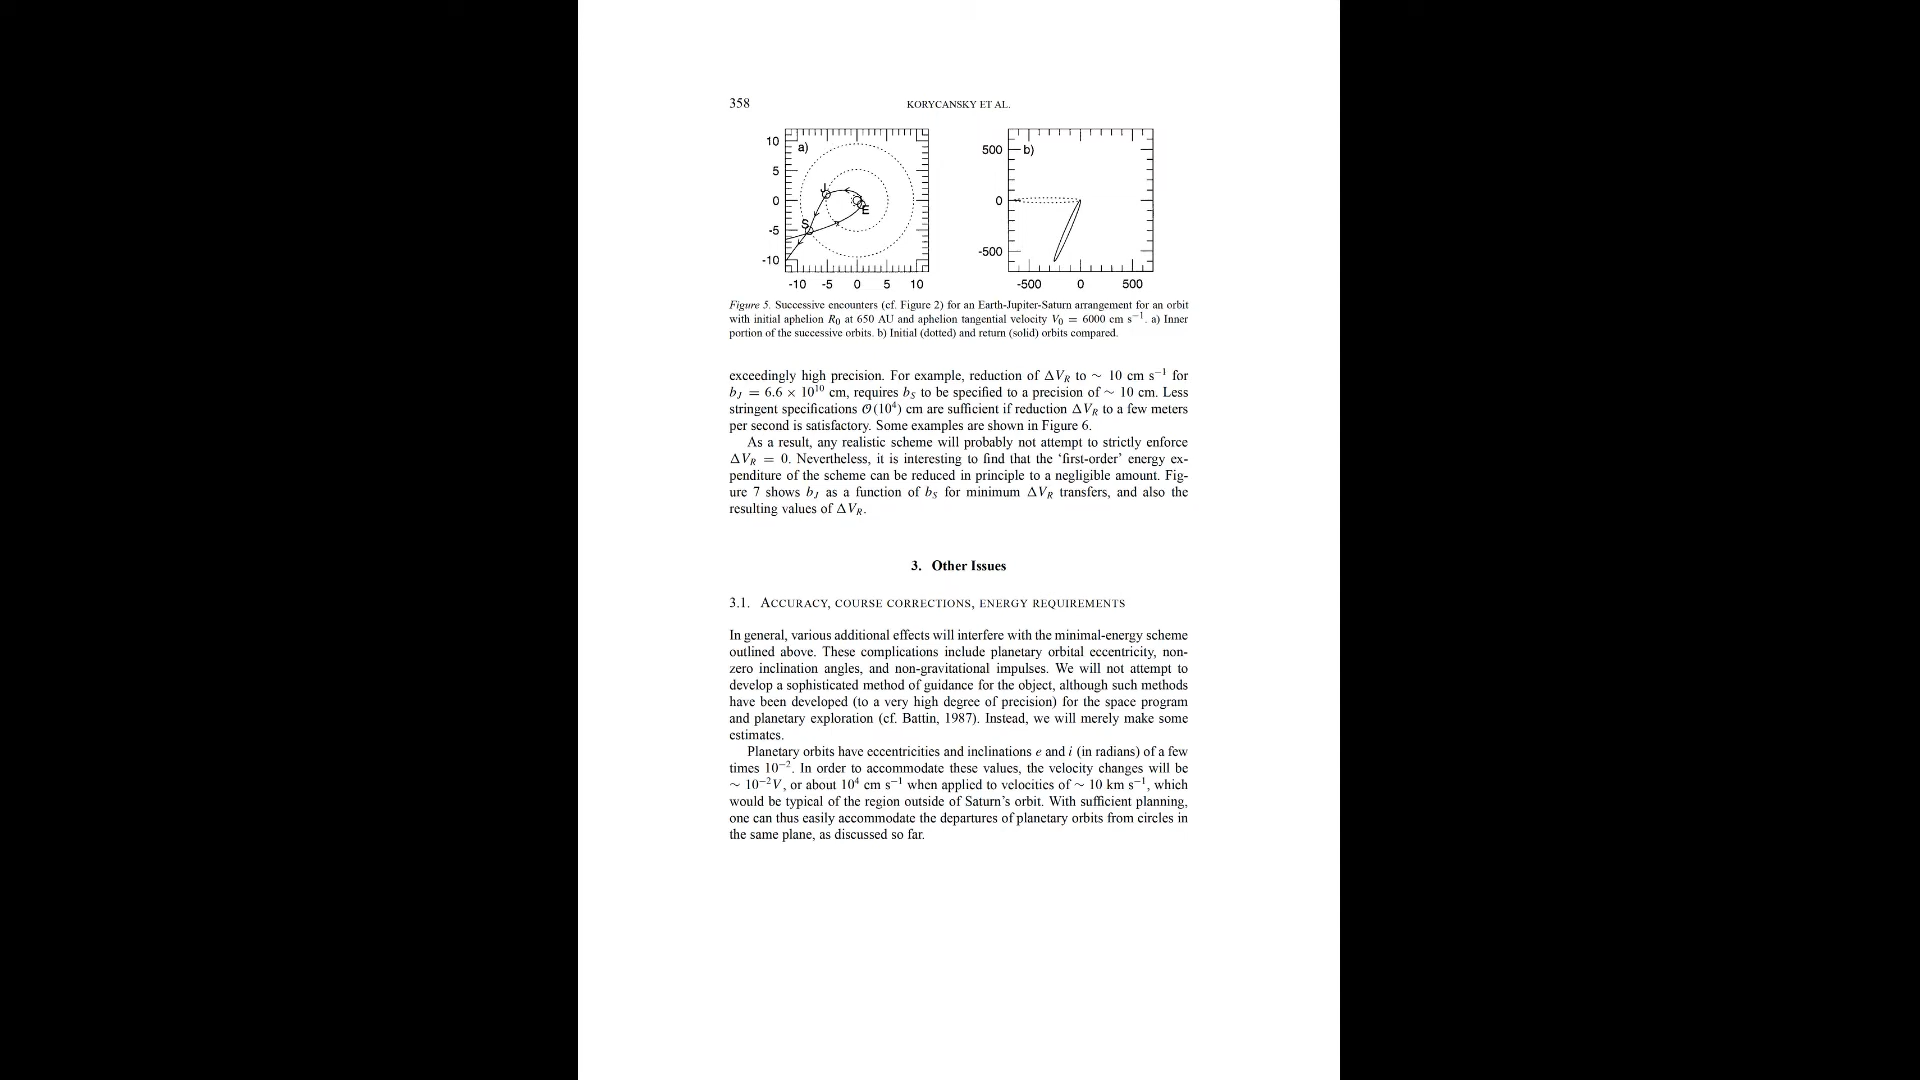 358
KORYCANSKY ET AL.
a)
10
5
0
-5
-10
J
S
E
-10 -5 0 5 10
b)
500
0
-500
-500 0 500
Figure 5. Successive encounters (cf. Figure 2) for an Earth-Jupiter-Saturn arrangement for an orbit
with initial aphelion R₀ at 650 AU and aphelion tangential velocity V₀ = 6000 cm s⁻¹. a) Inner
portion of the successive orbits. b) Initial (dotted) and return (solid) orbits compared.
exceedingly high precision. For example, reduction of ΔV_R to ∼ 10 cm s⁻¹ for
b_J = 6.6 × 10¹⁰ cm, requires b_S to be specified to a precision of ∼ 10 cm. Less
stringent specifications 𝒪(10⁴) cm are sufficient if reduction ΔV_R to a few meters
per second is satisfactory. Some examples are shown in Figure 6.
As a result, any realistic scheme will probably not attempt to strictly enforce
ΔV_R = 0. Nevertheless, it is interesting to find that the ‘first-order’ energy ex-
penditure of the scheme can be reduced in principle to a negligible amount. Fig-
ure 7 shows b_J as a function of b_S for minimum ΔV_R transfers, and also the
resulting values of ΔV_R.
3. Other Issues
3.1. ACCURACY, COURSE CORRECTIONS, ENERGY REQUIREMENTS
In general, various additional effects will interfere with the minimal-energy scheme
outlined above. These complications include planetary orbital eccentricity, non-
zero inclination angles, and non-gravitational impulses. We will not attempt to
develop a sophisticated method of guidance for the object, although such methods
have been developed (to a very high degree of precision) for the space program
and planetary exploration (cf. Battin, 1987). Instead, we will merely make some
estimates.
Planetary orbits have eccentricities and inclinations e and i (in radians) of a few
times 10⁻². In order to accommodate these values, the velocity changes will be
∼ 10⁻²V, or about 10⁴ cm s⁻¹ when applied to velocities of ∼ 10 km s⁻¹, which
would be typical of the region outside of Saturn’s orbit. With sufficient planning,
one can thus easily accommodate the departures of planetary orbits from circles in
the same plane, as discussed so far.